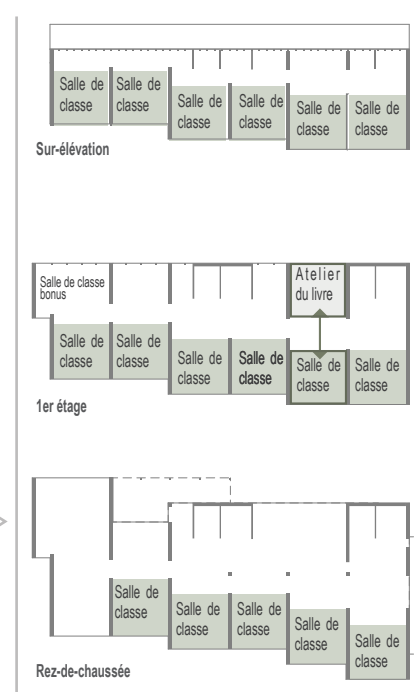 Salle de
classe
Salle de
classe
Salle de
classe
Salle de
classe
Salle de
classe
Salle de
classe
Sur-élévation
Salle de classe
bonus
Atelier
du livre
Salle de
classe
Salle de
classe
Salle de
classe
Salle de
classe
Salle de
classe
Salle de
classe
1er étage
Salle de
classe
Salle de
classe
Salle de
classe
Salle de
classe
Salle de
classe
Rez-de-chaussée